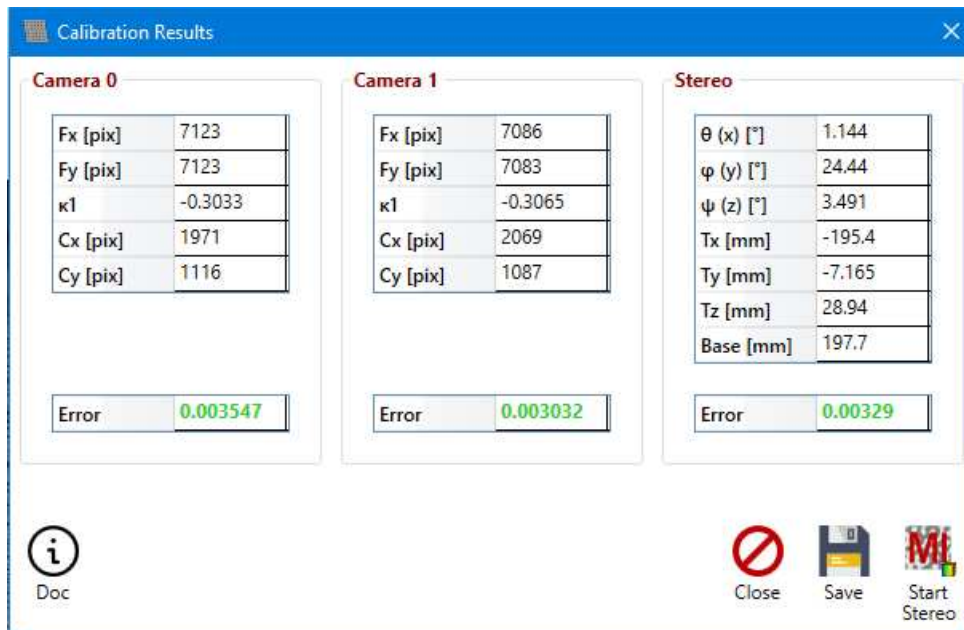 Calibration Results
Camera 0
Fx [pix] 7123
Fy [pix] 7123
κ1 -0.3033
Cx [pix] 1971
Cy [pix] 1116
Error 0.003547
Camera 1
Fx [pix] 7086
Fy [pix] 7083
κ1 -0.3065
Cx [pix] 2069
Cy [pix] 1087
Error 0.003032
Stereo
θ (x) [°] 1.144
φ (y) [°] 24.44
ψ (z) [°] 3.491
Tx [mm] -195.4
Ty [mm] -7.165
Tz [mm] 28.94
Base [mm] 197.7
Error 0.00329
Doc
Close
Save
MI
Start
Stereo